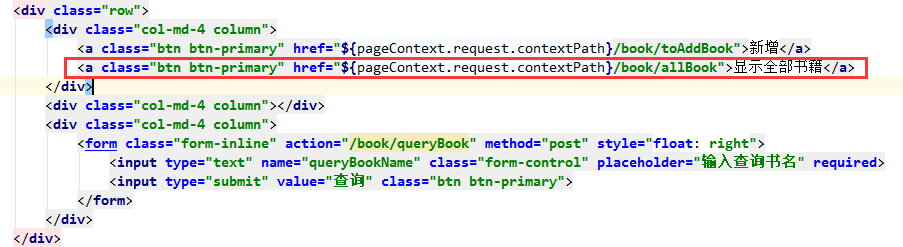 <div class="row">
<div class="col-md-4 column">
<a class="btn btn-primary" href="${pageContext.request.contextPath}/book/toAddBook">新增</a>
<a class="btn btn-primary" href="${pageContext.request.contextPath}/book/allBook">显示全部书籍</a>
</div>
<div class="col-md-4 column"></div>
<div class="col-md-4 column">
<form class="form-inline" action="/book/queryBook" method="post" style="float: right">
<input type="text" name="queryBookName" class="form-control" placeholder="输入查询书名" required>
<input type="submit" value="查询" class="btn btn-primary">
</form>
</div>
</div>